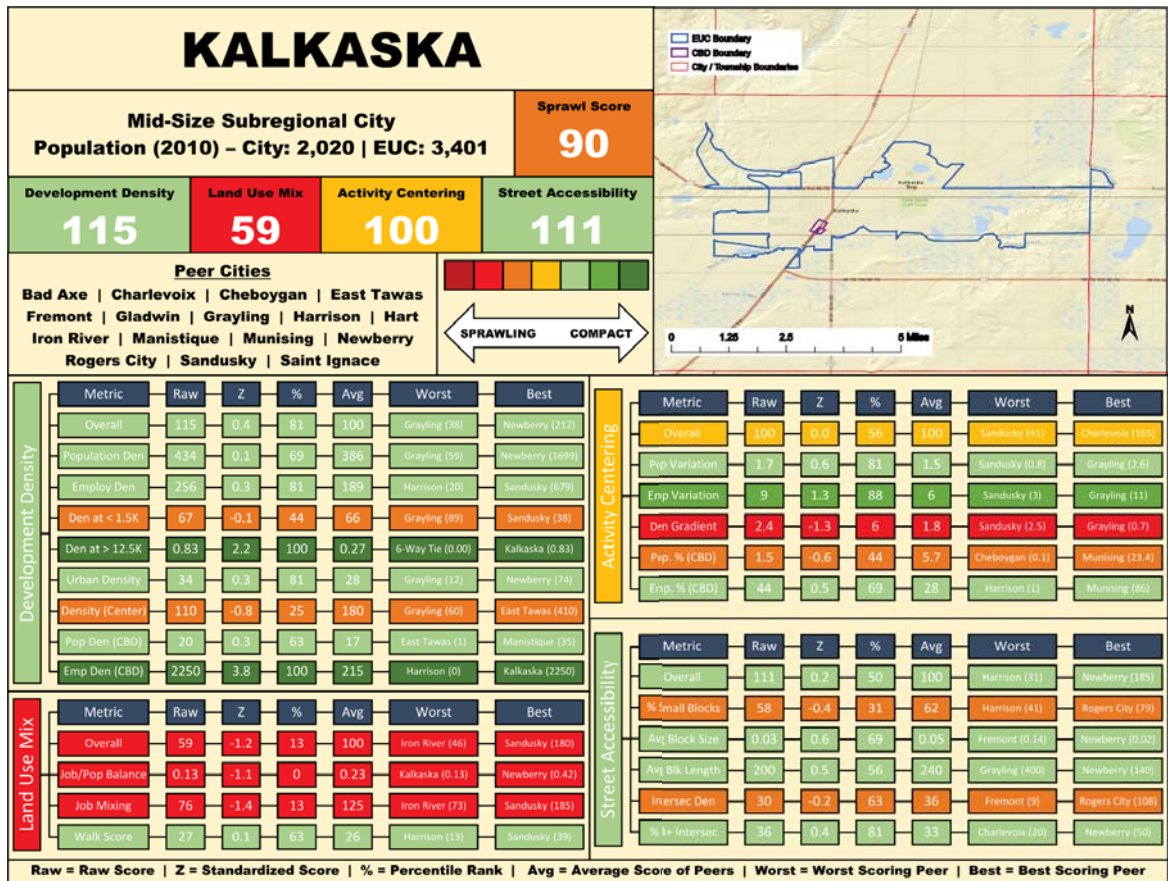 KALKASKA
Mid-Size Subregional City
Population (2010) – City: 2,020 | EUC: 3,401
Sprawl Score
90
Development Density
115
Land Use Mix
59
Activity Centering
100
Street Accessibility
111
Peer Cities
Bad Axe | Charlevoix | Cheboygan | East Tawas
Fremont | Gladwin | Grayling | Harrison | Hart
Iron River | Manistique | Munising | Newberry
Rogers City | Sandusky | Saint Ignace
SPRAWLING COMPACT
EUC Boundary
CBD Boundary
City / Township Boundaries
Kalkaska
Kalkaska
Twp
N
0 1.25 2.5 5 Miles
Development Density
Metric Raw Z % Avg Worst Best
Overall 115 0.4 81 100 Grayling (38) Newberry (212)
Population Den 434 0.1 69 386 Grayling (59) Newberry (1699)
Employ Den 256 0.3 81 189 Harrison (20) Sandusky (679)
Den at < 1.5K 67 -0.1 44 66 Grayling (89) Sandusky (38)
Den at > 12.5K 0.83 2.2 100 0.27 6-Way Tie (0.00) Kalkaska (0.83)
Urban Density 34 0.3 81 28 Grayling (12) Newberry (74)
Density (Center) 110 -0.8 25 180 Grayling (60) East Tawas (410)
Pop Den (CBD) 20 0.3 63 17 East Tawas (1) Manistique (35)
Emp Den (CBD) 2250 3.8 100 215 Harrison (0) Kalkaska (2250)
Land Use Mix
Metric Raw Z % Avg Worst Best
Overall 59 -1.2 13 100 Iron River (46) Sandusky (180)
Job/Pop Balance 0.13 -1.1 0 0.23 Kalkaska (0.13) Newberry (0.42)
Job Mixing 76 -1.4 13 125 Iron River (73) Sandusky (185)
Walk Score 27 0.1 63 26 Harrison (13) Sandusky (39)
Activity Centering
Metric Raw Z % Avg Worst Best
Overall 100 0.0 56 100 Sandusky (41) Charlevoix (165)
Pop Variation 1.7 0.6 81 1.5 Sandusky (0.8) Grayling (2.6)
Emp Variation 9 1.3 88 6 Sandusky (3) Grayling (11)
Den Gradient 2.4 -1.3 6 1.8 Sandusky (2.5) Grayling (0.7)
Pop. % (CBD) 1.5 -0.6 44 5.7 Cheboygan (0.1) Munising (23.4)
Emp. % (CBD) 44 0.5 69 28 Harrison (1) Munising (86)
Street Accessibility
Metric Raw Z % Avg Worst Best
Overall 111 0.2 50 100 Harrison (31) Newberry (185)
% Small Blocks 58 -0.4 31 62 Harrison (41) Rogers City (79)
Avg Block Size 0.03 0.6 69 0.05 Fremont (0.14) Newberry (0.02)
Avg Blk Length 200 0.5 56 240 Grayling (400) Newberry (140)
Intersec Den 30 -0.2 63 36 Fremont (9) Rogers City (108)
% 4+ Intersec 36 0.4 81 33 Charlevoix (20) Newberry (50)
Raw = Raw Score | Z = Standardized Score | % = Percentile Rank | Avg = Average Score of Peers | Worst = Worst Scoring Peer | Best = Best Scoring Peer